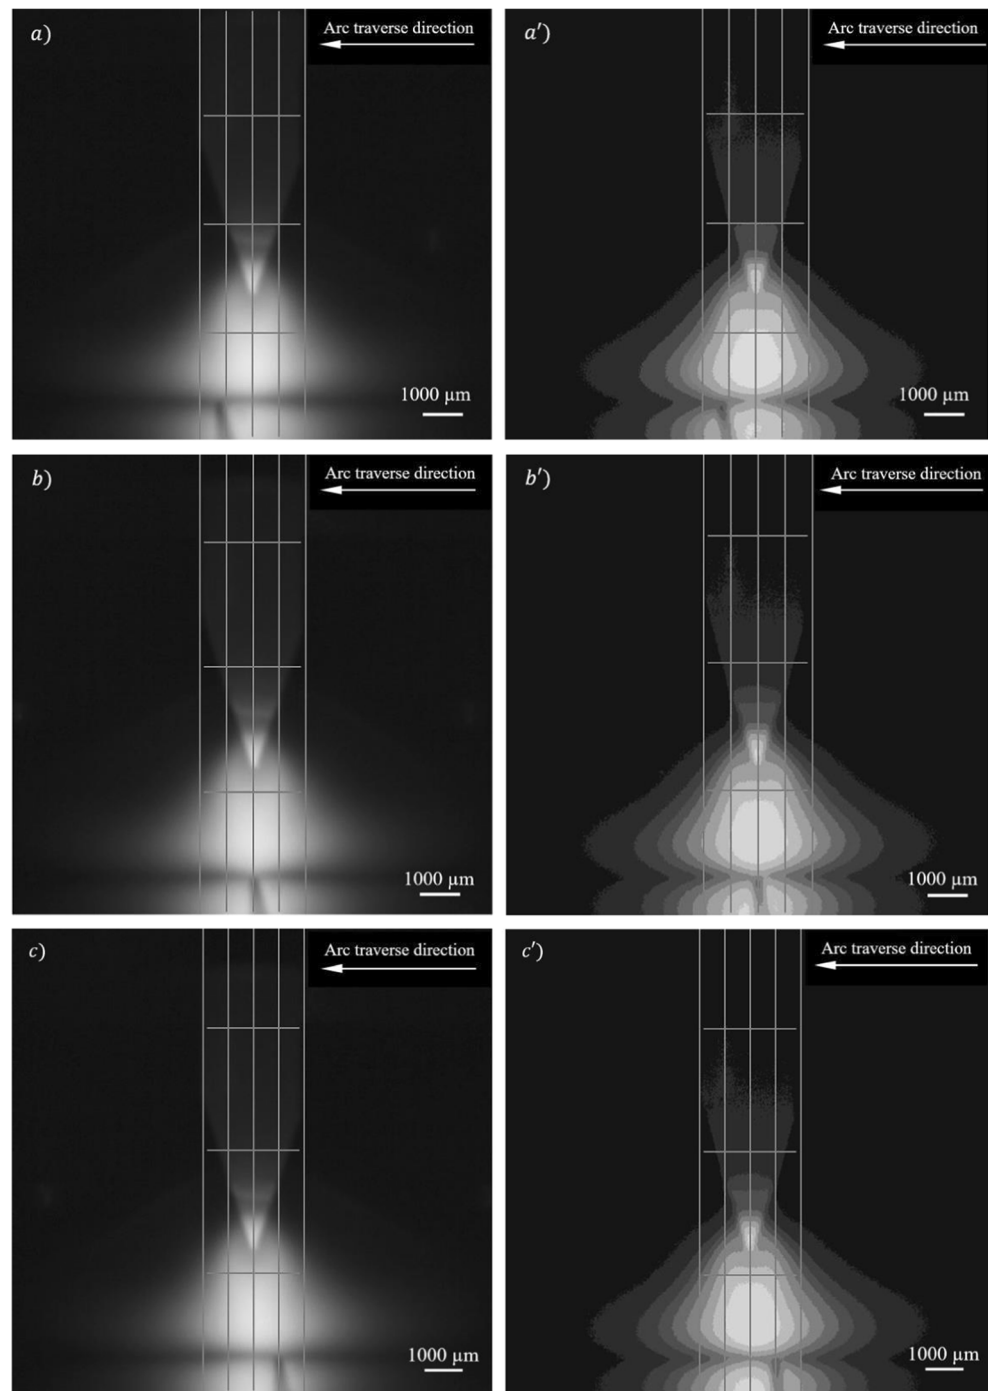 a)
Arc traverse direction
1000 μm
a′)
Arc traverse direction
1000 μm
b)
Arc traverse direction
1000 μm
b′)
Arc traverse direction
1000 μm
c)
Arc traverse direction
1000 μm
c′)
Arc traverse direction
1000 μm